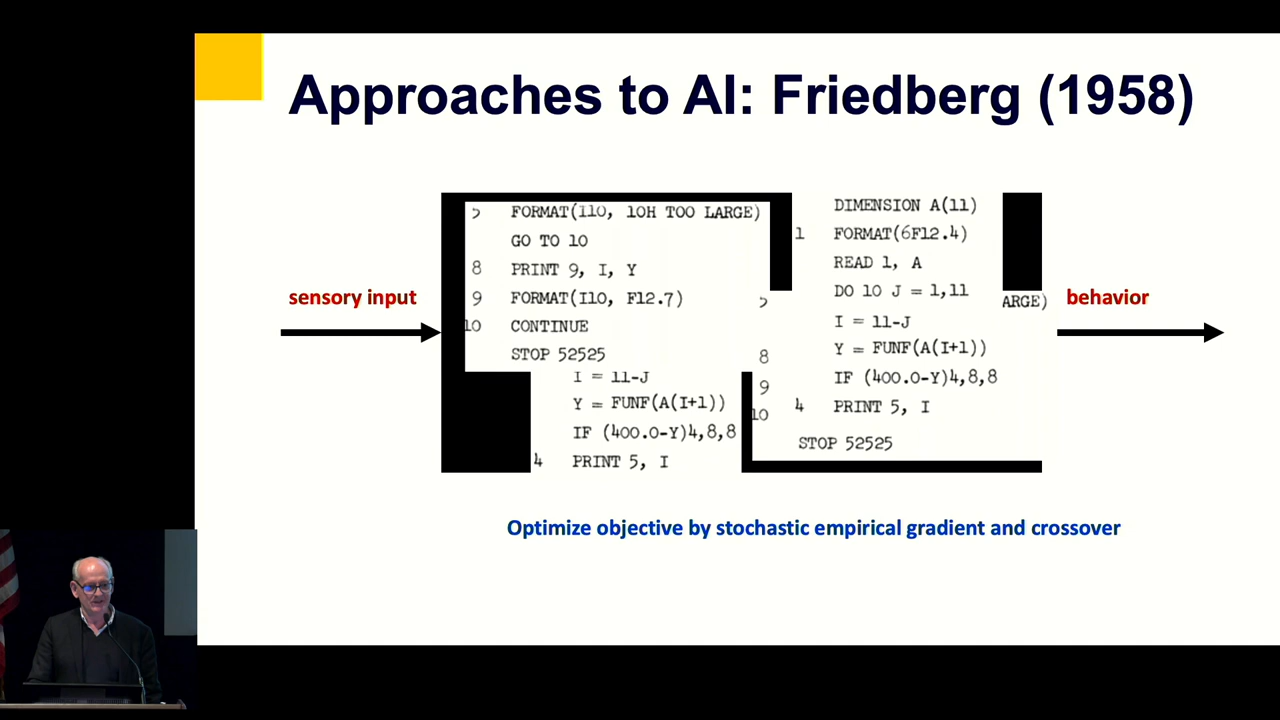 Approaches to AI: Friedberg (1958)
sensory input
5 FORMAT(I10, 10H TOO LARGE)
GO TO 10
8 PRINT 9, I, Y
9 FORMAT(I10, F12.7)
10 CONTINUE
STOP 52525
I = 11-J
Y = FUNF(A(I+1))
IF (400.0-Y)4,8,8
4 PRINT 5, I
DIMENSION A(11)
1 FORMAT(6F12.4)
READ 1, A
DO 10 J = 1,11
5 ARGE)
I = 11-J
8 Y = FUNF(A(I+1))
9 IF (400.0-Y)4,8,8
10 4 PRINT 5, I
STOP 52525
behavior
Optimize objective by stochastic empirical gradient and crossover